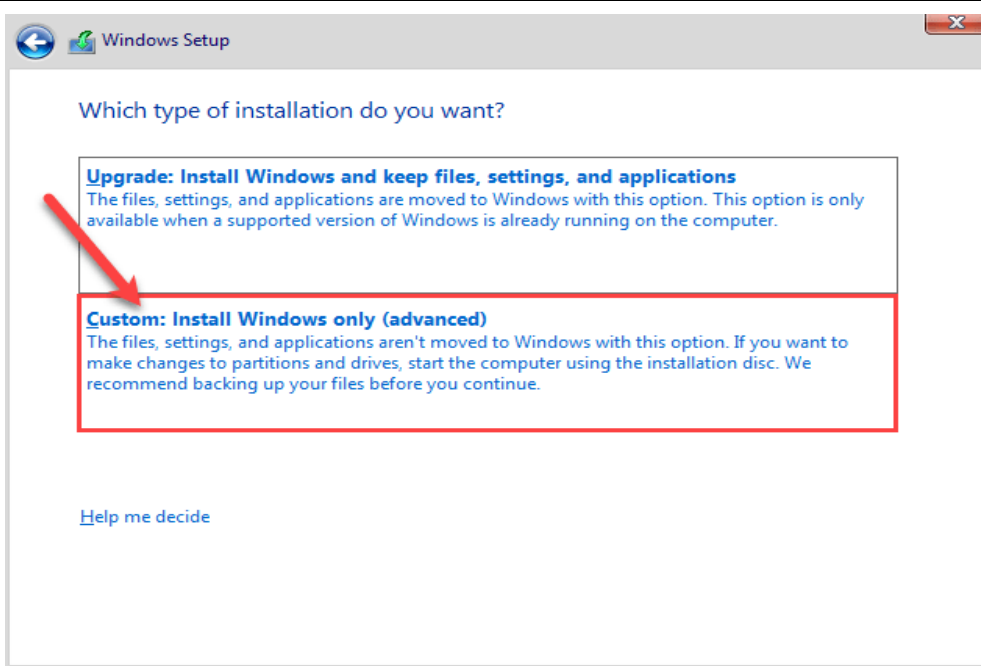 Windows Setup
Which type of installation do you want?
Upgrade: Install Windows and keep files, settings, and applications
The files, settings, and applications are moved to Windows with this option. This option is only
available when a supported version of Windows is already running on the computer.
Custom: Install Windows only (advanced)
The files, settings, and applications aren't moved to Windows with this option. If you want to
make changes to partitions and drives, start the computer using the installation disc. We
recommend backing up your files before you continue.
Help me decide